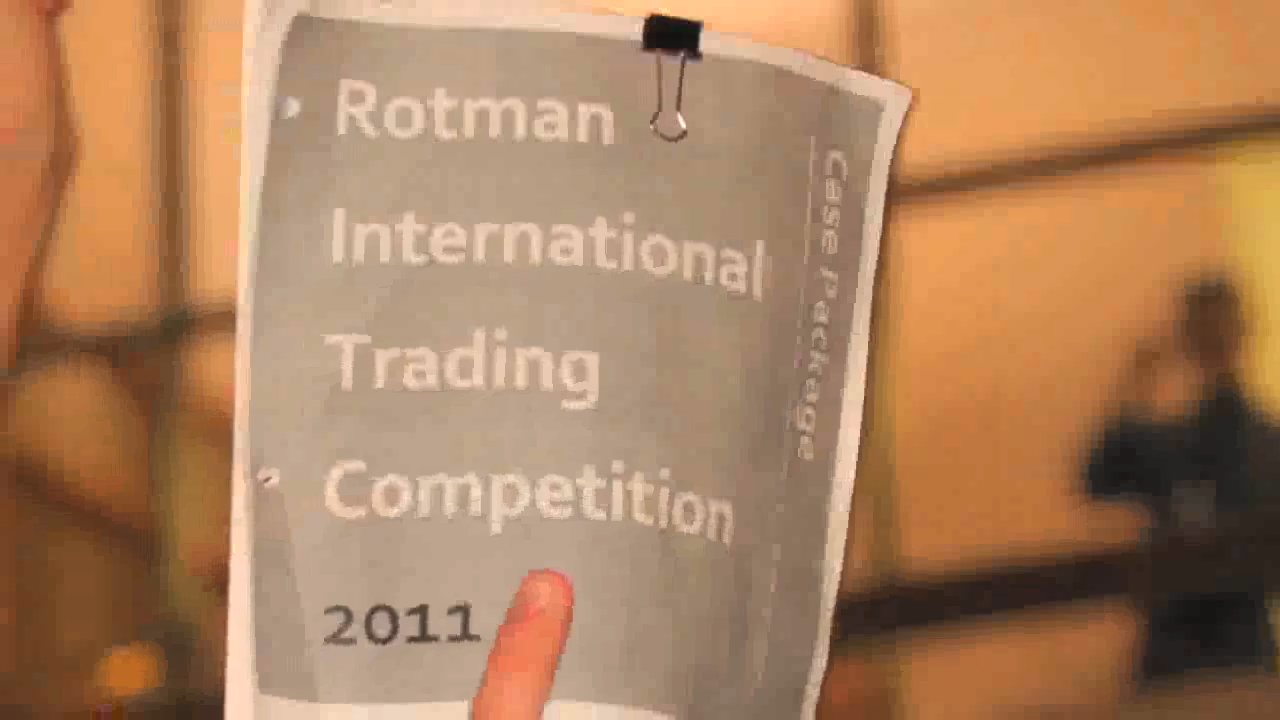 Rotman
International
Trading
Competition
2011
Case Package